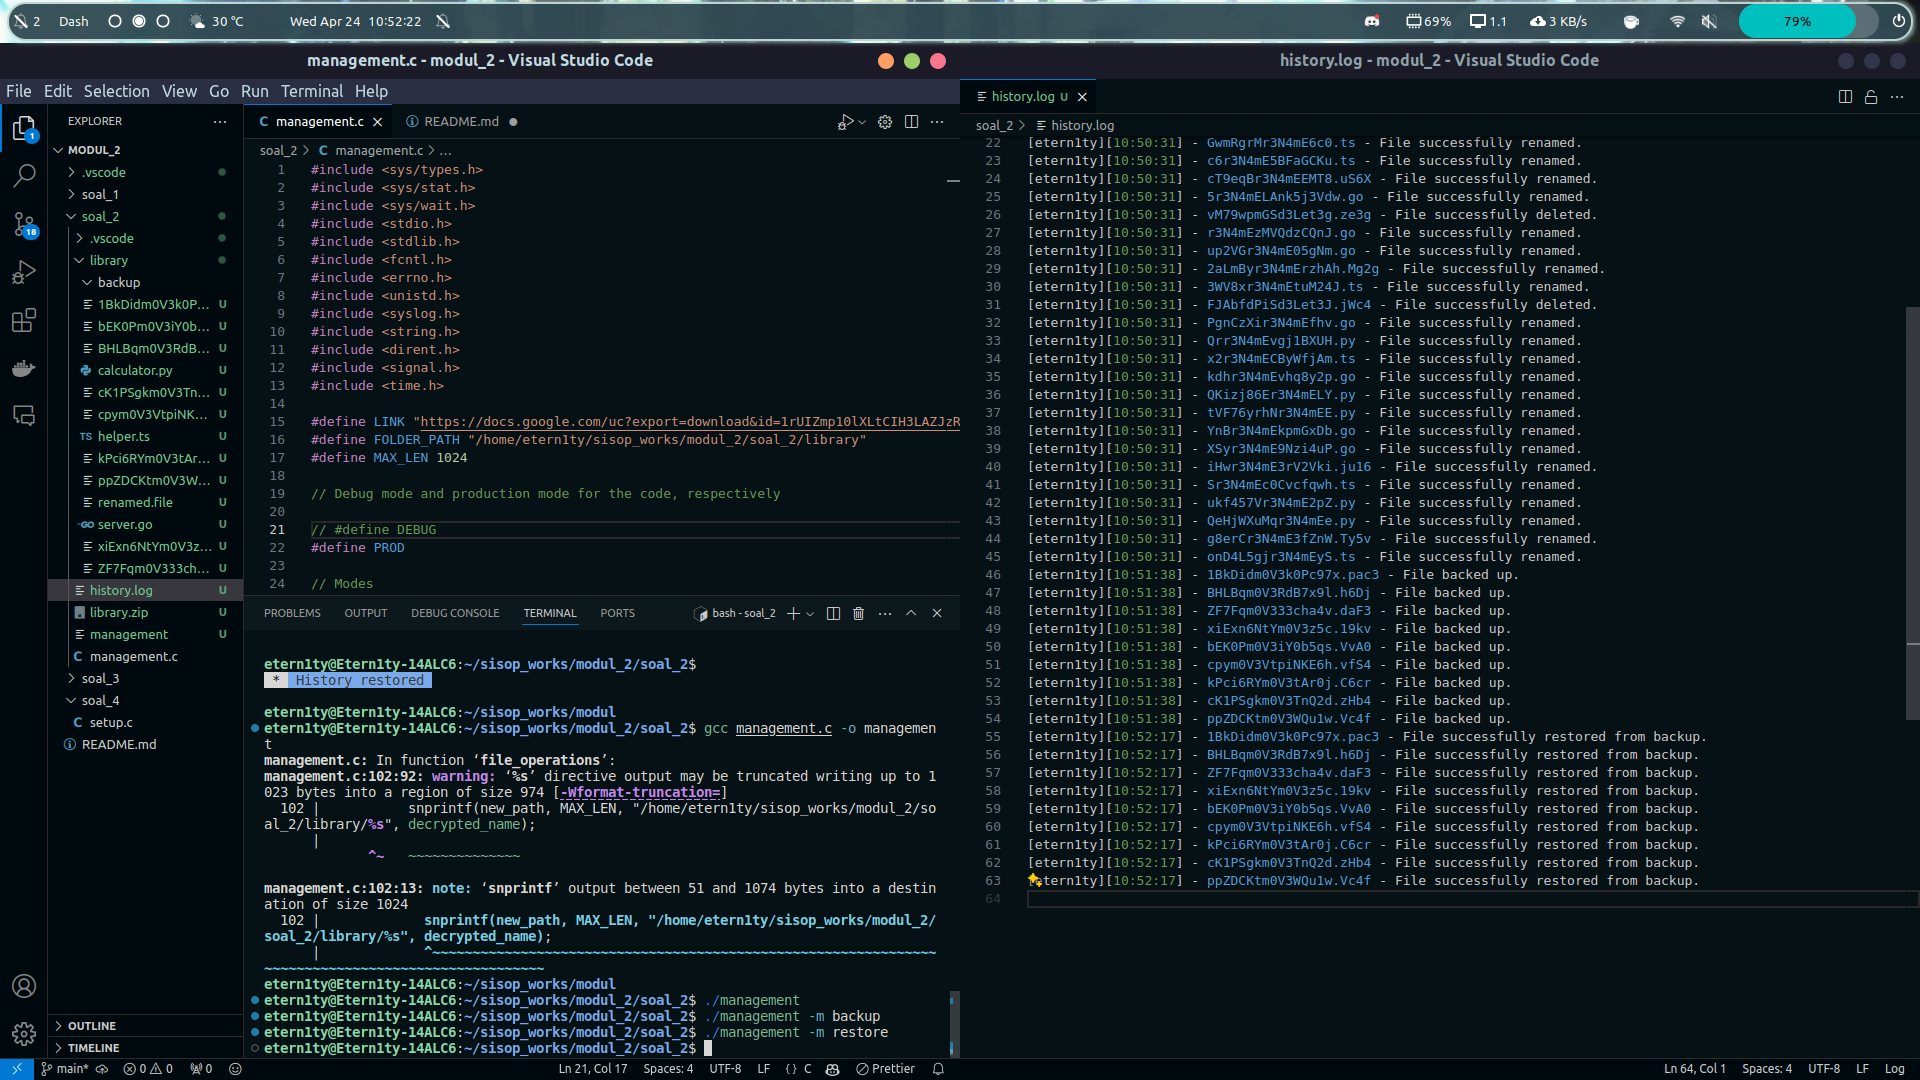 2 Dash 30 °C Wed Apr 24 10:52:22 69% 1.1 3 KB/s 79%
management.c - modul_2 - Visual Studio Code
File Edit Selection View Go Run Terminal Help
EXPLORER
MODUL_2
.vscode
soal_1
soal_2
.vscode
library
backup
1BkDidm0V3k0P... U
bEK0Pm0V3iY0b... U
BHLBqm0V3RdB... U
calculator.py U
cK1PSgkm0V3Tn... U
cpym0V3VtpiNK... U
TS helper.ts U
kPci6RYm0V3tAr... U
ppZDCKtm0V3W... U
renamed.file U
server.go U
xiExn6NtYm0V3z... U
ZF7Fqm0V333ch... U
history.log U
library.zip U
management U
C management.c
soal_3
soal_4
C setup.c
README.md
OUTLINE
TIMELINE
1
18
C management.c README.md
soal_2 > C management.c > ...
1 #include <sys/types.h>
2 #include <sys/stat.h>
3 #include <sys/wait.h>
4 #include <stdio.h>
5 #include <stdlib.h>
6 #include <fcntl.h>
7 #include <errno.h>
8 #include <unistd.h>
9 #include <syslog.h>
10 #include <string.h>
11 #include <dirent.h>
12 #include <signal.h>
13 #include <time.h>
14
15 #define LINK "https://docs.google.com/uc?export=download&id=1rUIZmp10lXLtCIH3LAZJzR
16 #define FOLDER_PATH "/home/etern1ty/sisop_works/modul_2/soal_2/library"
17 #define MAX_LEN 1024
18
19 // Debug mode and production mode for the code, respectively
20
21 // #define DEBUG
22 #define PROD
23
24 // Modes
PROBLEMS OUTPUT DEBUG CONSOLE TERMINAL PORTS bash - soal_2
etern1ty@Etern1ty-14ALC6:~/sisop_works/modul_2/soal_2$
* History restored
etern1ty@Etern1ty-14ALC6:~/sisop_works/modul
etern1ty@Etern1ty-14ALC6:~/sisop_works/modul_2/soal_2$ gcc management.c -o managemen
t
management.c: In function ‘file_operations’:
management.c:102:92: warning: ‘%s’ directive output may be truncated writing up to 1
023 bytes into a region of size 974 [-Wformat-truncation=]
102 | snprintf(new_path, MAX_LEN, "/home/etern1ty/sisop_works/modul_2/so
al_2/library/%s", decrypted_name);
|
^~ ~~~~~~~~~~~~~~
management.c:102:13: note: ‘snprintf’ output between 51 and 1074 bytes into a destin
ation of size 1024
102 | snprintf(new_path, MAX_LEN, "/home/etern1ty/sisop_works/modul_2/
soal_2/library/%s", decrypted_name);
| ^~~~~~~~~~~~~~~~~~~~~~~~~~~~~~~~~~~~~~~~~~~~~~~~~~~~~~~~~~~~~~~~
~~~~~~~~~~~~~~~~~~~~~~~~~~~~~~~~~~~
etern1ty@Etern1ty-14ALC6:~/sisop_works/modul
etern1ty@Etern1ty-14ALC6:~/sisop_works/modul_2/soal_2$ ./management
etern1ty@Etern1ty-14ALC6:~/sisop_works/modul_2/soal_2$ ./management -m backup
etern1ty@Etern1ty-14ALC6:~/sisop_works/modul_2/soal_2$ ./management -m restore
etern1ty@Etern1ty-14ALC6:~/sisop_works/modul_2/soal_2$
main* 0 0 0 Ln 21, Col 17 Spaces: 4 UTF-8 LF {} C Prettier
history.log - modul_2 - Visual Studio Code
history.log U
soal_2 > history.log
22 [etern1ty][10:50:31] - GwmRgrMr3N4mE6c0.ts - File successfully renamed.
23 [etern1ty][10:50:31] - c6r3N4mE5BFaGCKu.ts - File successfully renamed.
24 [etern1ty][10:50:31] - cT9eqBr3N4mEEMT8.uS6X - File successfully renamed.
25 [etern1ty][10:50:31] - 5r3N4mELAnk5j3Vdw.go - File successfully renamed.
26 [etern1ty][10:50:31] - vM79wpmGSd3Let3g.ze3g - File successfully deleted.
27 [etern1ty][10:50:31] - r3N4mEzMVQdzCQnJ.go - File successfully renamed.
28 [etern1ty][10:50:31] - up2VGr3N4mE05gNm.go - File successfully renamed.
29 [etern1ty][10:50:31] - 2aLmByr3N4mErzhAh.Mg2g - File successfully renamed.
30 [etern1ty][10:50:31] - 3WV8xr3N4mEtuM24J.ts - File successfully renamed.
31 [etern1ty][10:50:31] - FJAbfdPiSd3Let3J.jWc4 - File successfully deleted.
32 [etern1ty][10:50:31] - PgnCzXir3N4mEfhv.go - File successfully renamed.
33 [etern1ty][10:50:31] - Qrr3N4mEvgj1BXUH.py - File successfully renamed.
34 [etern1ty][10:50:31] - x2r3N4mECByWfjAm.ts - File successfully renamed.
35 [etern1ty][10:50:31] - kdhr3N4mEvhq8y2p.go - File successfully renamed.
36 [etern1ty][10:50:31] - QKizj86Er3N4mELY.py - File successfully renamed.
37 [etern1ty][10:50:31] - tVF76yrhNr3N4mEE.py - File successfully renamed.
38 [etern1ty][10:50:31] - YnBr3N4mEkpmGxDb.go - File successfully renamed.
39 [etern1ty][10:50:31] - XSyr3N4mE9Nzi4uP.go - File successfully renamed.
40 [etern1ty][10:50:31] - iHwr3N4mE3rV2Vki.ju16 - File successfully renamed.
41 [etern1ty][10:50:31] - Sr3N4mEc0Cvcfqwh.ts - File successfully renamed.
42 [etern1ty][10:50:31] - ukf457Vr3N4mE2pZ.py - File successfully renamed.
43 [etern1ty][10:50:31] - QeHjWXuMqr3N4mEe.py - File successfully renamed.
44 [etern1ty][10:50:31] - g8erCr3N4mE3fZnW.Ty5v - File successfully renamed.
45 [etern1ty][10:50:31] - onD4L5gjr3N4mEyS.ts - File successfully renamed.
46 [etern1ty][10:51:38] - 1BkDidm0V3k0Pc97x.pac3 - File backed up.
47 [etern1ty][10:51:38] - BHLBqm0V3RdB7x9l.h6Dj - File backed up.
48 [etern1ty][10:51:38] - ZF7Fqm0V333cha4v.daF3 - File backed up.
49 [etern1ty][10:51:38] - xiExn6NtYm0V3z5c.19kv - File backed up.
50 [etern1ty][10:51:38] - bEK0Pm0V3iY0b5qs.VvA0 - File backed up.
51 [etern1ty][10:51:38] - cpym0V3VtpiNKE6h.vfS4 - File backed up.
52 [etern1ty][10:51:38] - kPci6RYm0V3tAr0j.C6cr - File backed up.
53 [etern1ty][10:51:38] - cK1PSgkm0V3TnQ2d.zHb4 - File backed up.
54 [etern1ty][10:51:38] - ppZDCKtm0V3WQu1w.Vc4f - File backed up.
55 [etern1ty][10:52:17] - 1BkDidm0V3k0Pc97x.pac3 - File successfully restored from backup.
56 [etern1ty][10:52:17] - BHLBqm0V3RdB7x9l.h6Dj - File successfully restored from backup.
57 [etern1ty][10:52:17] - ZF7Fqm0V333cha4v.daF3 - File successfully restored from backup.
58 [etern1ty][10:52:17] - xiExn6NtYm0V3z5c.19kv - File successfully restored from backup.
59 [etern1ty][10:52:17] - bEK0Pm0V3iY0b5qs.VvA0 - File successfully restored from backup.
60 [etern1ty][10:52:17] - cpym0V3VtpiNKE6h.vfS4 - File successfully restored from backup.
61 [etern1ty][10:52:17] - kPci6RYm0V3tAr0j.C6cr - File successfully restored from backup.
62 [etern1ty][10:52:17] - cK1PSgkm0V3TnQ2d.zHb4 - File successfully restored from backup.
63 [etern1ty][10:52:17] - ppZDCKtm0V3WQu1w.Vc4f - File successfully restored from backup.
64
Ln 64, Col 1 Spaces: 4 UTF-8 LF Log